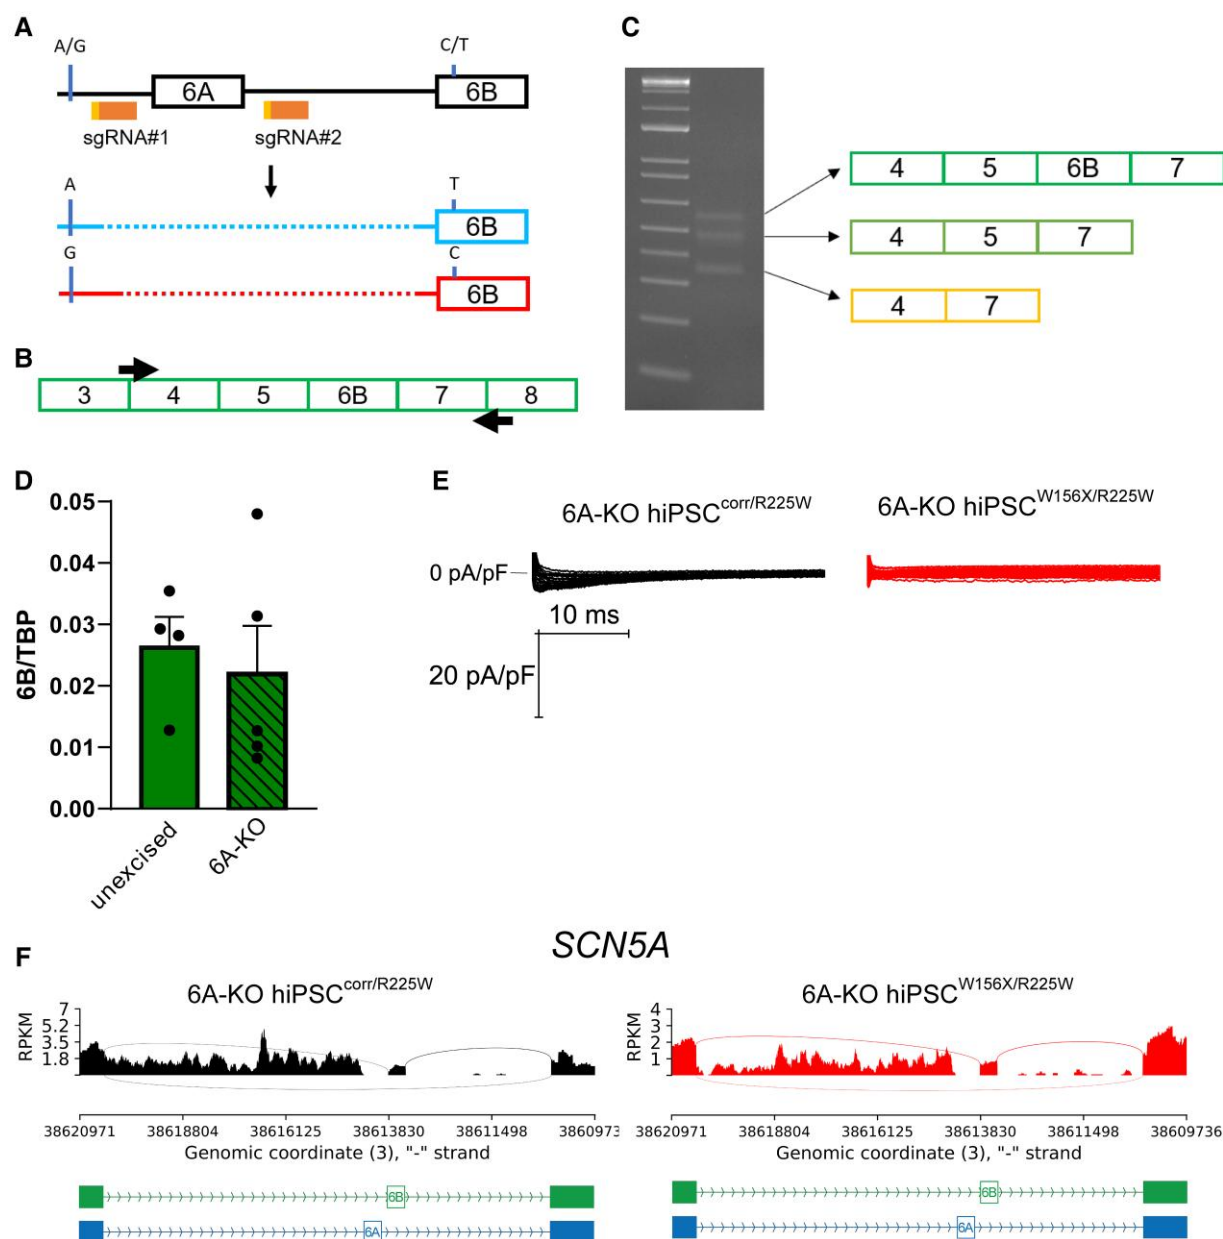 A
A/G
C/T
6A
6B
sgRNA#1
sgRNA#2
A
T
6B
G
C
6B
B
3 4 5 6B 7 8
C
4 5 6B 7
4 5 7
4 7
D
0.05
0.04
0.03
0.02
0.01
0.00
6B/TBP
unexcised
6A-KO
E
6A-KO hiPSC^corr/R225W
6A-KO hiPSC^W156X/R225W
0 pA/pF
10 ms
20 pA/pF
SCN5A
F
6A-KO hiPSC^corr/R225W
RPKM
7
5.2
3.5
1.8
38620971 38618804 38616125 38613830 38611498 3860973
Genomic coordinate (3), "-" strand
6B
6A
6A-KO hiPSC^W156X/R225W
RPKM
4
3
2
1
38620971 38618804 38616125 38613830 38611498 38609736
Genomic coordinate (3), "-" strand
6B
6A